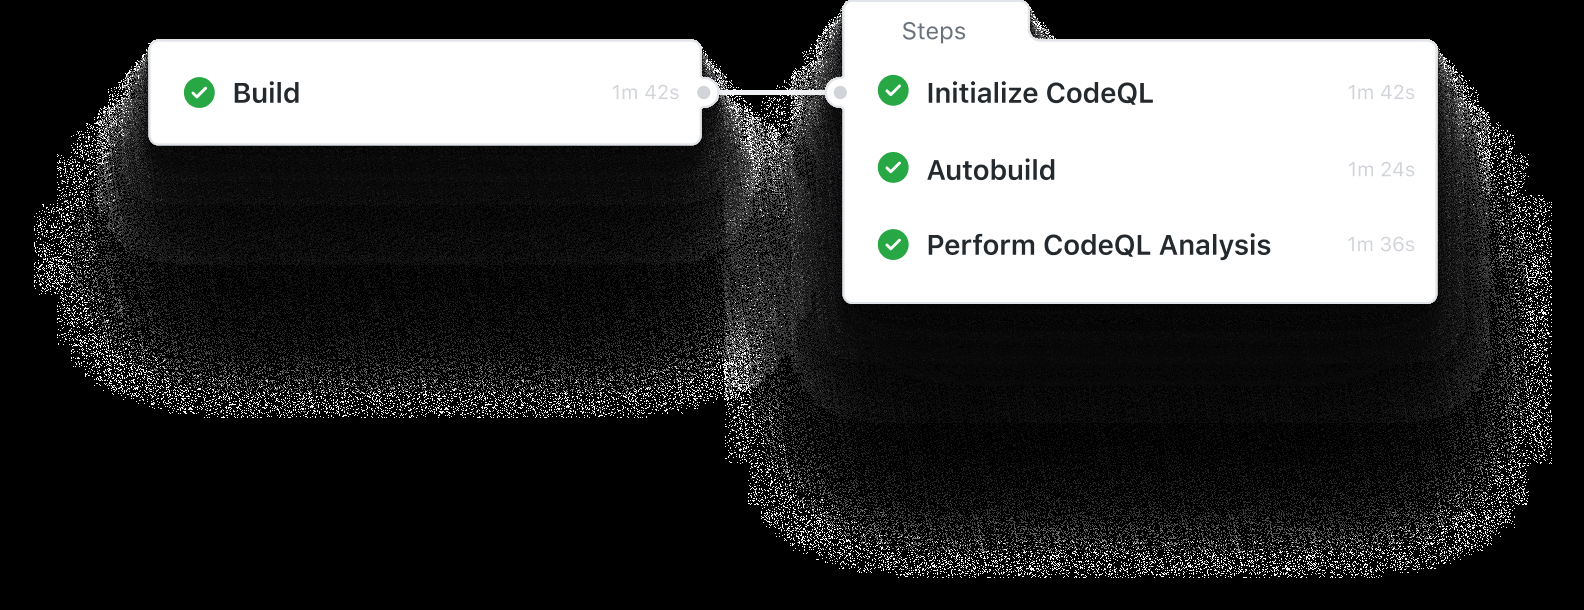 Build 1m 42s
Steps
Initialize CodeQL 1m 42s
Autobuild 1m 24s
Perform CodeQL Analysis 1m 36s